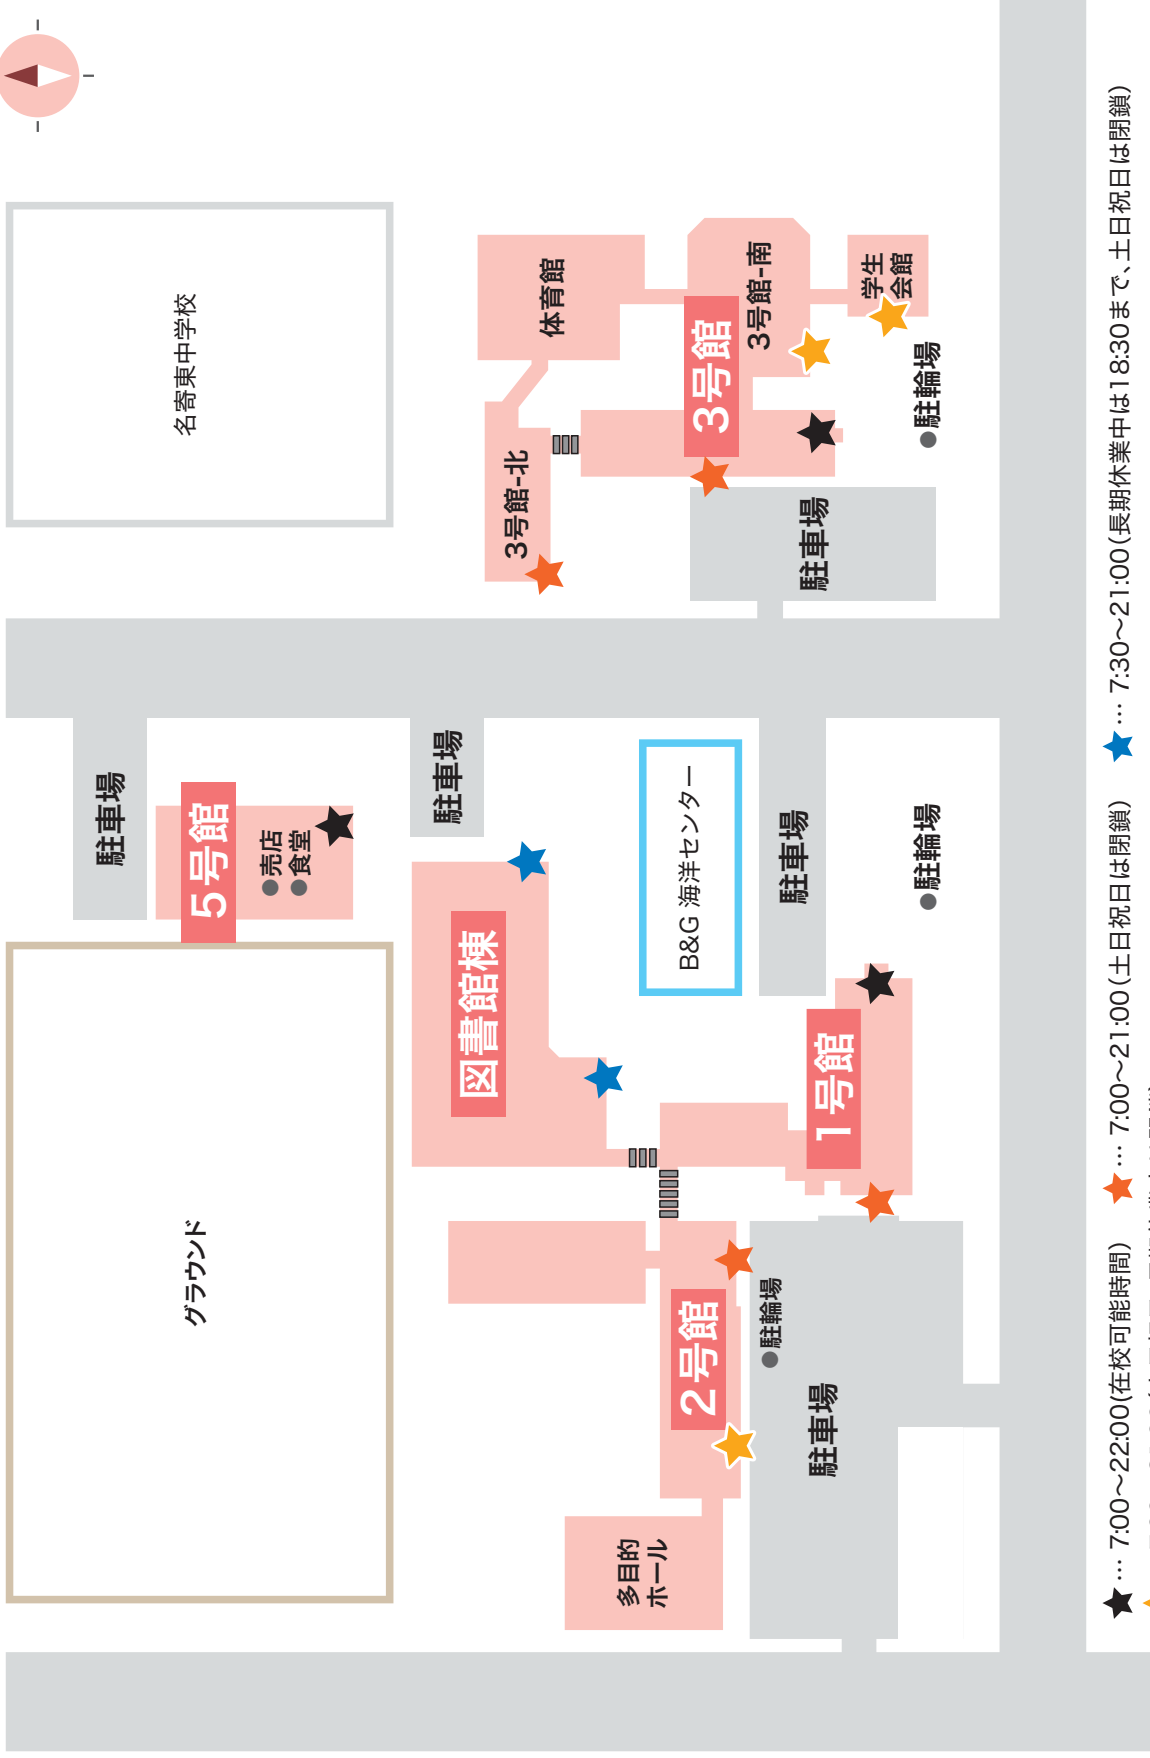 名寄東中学校
体育館
3号館-北
3号館
3号館-南
学生
会館
駐輪場
駐車場
駐車場
5号館
売店
食堂
駐車場
グラウンド
図書館棟
B&G 海洋センター
駐車場
駐輪場
1号館
2号館
駐輪場
駐車場
多目的
ホール
… 7:00～22:00(在校可能時間)
… 7:00～21:00(土日祝日は閉鎖)
… 7:30～21:00(長期休業中は18:30まで、土日祝日は閉鎖)